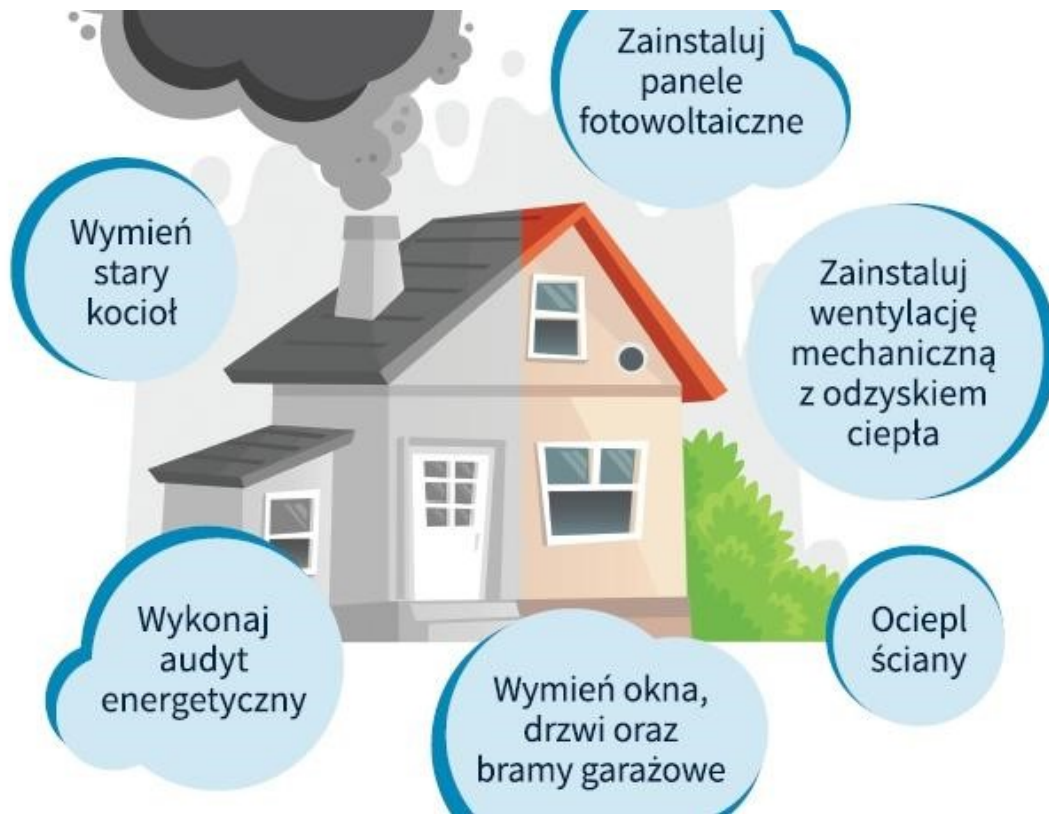 Zainstaluj
panele
fotowoltaiczne
Wymień
stary
kocioł
Zainstaluj
wentylację
mechaniczną
z odzyskiem
ciepła
Wykonaj
audyt
energetyczny
Wymień okna,
drzwi oraz
bramy garażowe
Ociepl
ściany